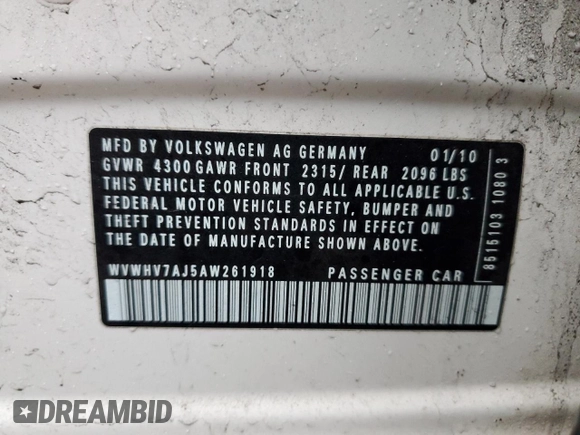 MFD BY VOLKSWAGEN AG GERMANY 01/10
GVWR 4300 GAWR FRONT 2315/ REAR 2096 LBS
THIS VEHICLE CONFORMS TO ALL APPLICABLE U.S.
FEDERAL MOTOR VEHICLE SAFETY, BUMPER AND
THEFT PREVENTION STANDARDS IN EFFECT ON
THE DATE OF MANUFACTURE SHOWN ABOVE.
WVWHV7AJ5AW261918 PASSENGER CAR
8515103 1080 3
DREAMBID